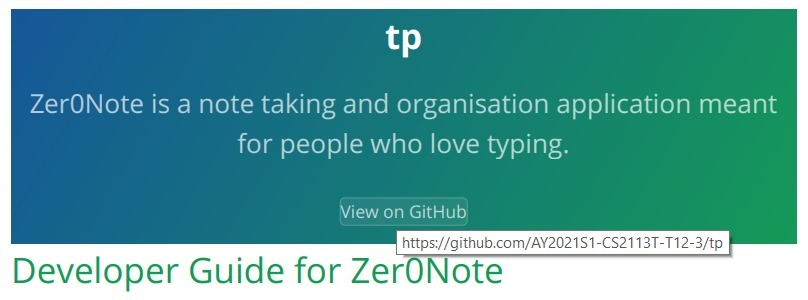 tp
Zer0Note is a note taking and organisation application meant
for people who love typing.
View on GitHub
https://github.com/AY2021S1-CS2113T-T12-3/tp
Developer Guide for Zer0Note